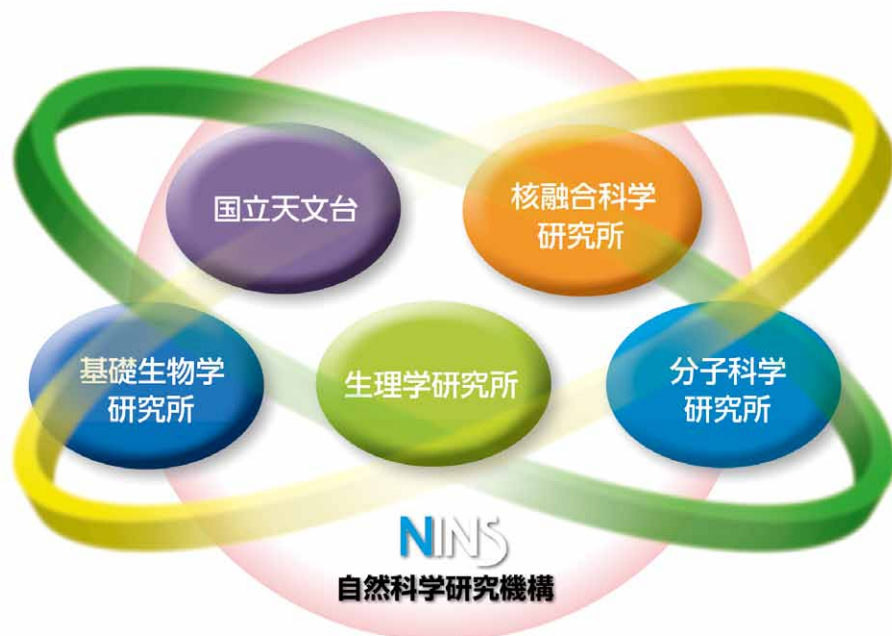 国立天文台
核融合科学
研究所
基礎生物学
研究所
生理学研究所
分子科学
研究所
NINS
自然科学研究機構